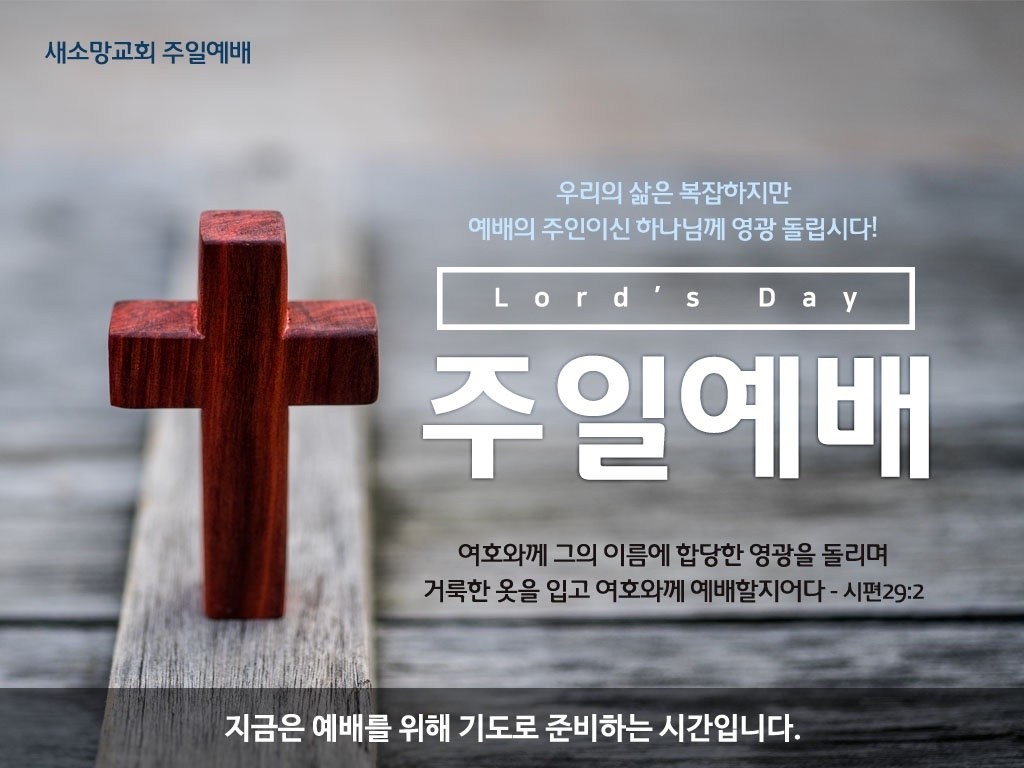 새소망교회 주일예배
우리의 삶은 복잡하지만
예배의 주인이신 하나님께 영광 돌립시다!
Lord's Day
주일예배
여호와께 그의 이름에 합당한 영광을 돌리며
거룩한 옷을 입고 여호와께 예배할지어다 - 시편29:2
지금은 예배를 위해 기도로 준비하는 시간입니다.